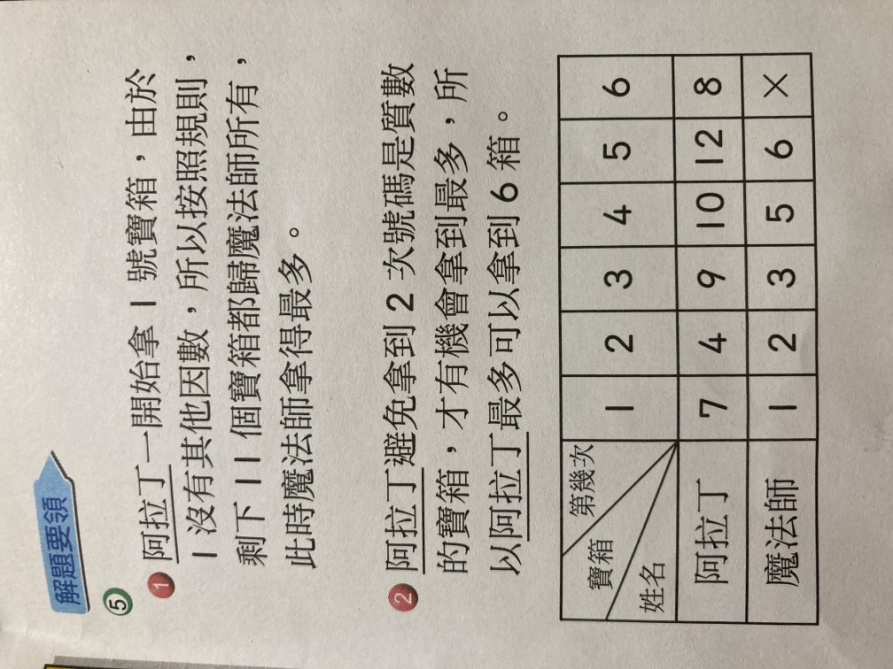 解題要領
5
1 阿拉丁一開始拿1號寶箱，由於
1沒有其他因數，所以按照規則，
剩下11個寶箱都歸魔法師所有，
此時魔法師拿得最多。
2 阿拉丁避免拿到2次號碼是質數
的寶箱，才有機會拿到最多，所
以阿拉丁最多可以拿到6箱。
第幾次 寶箱 姓名 1 2 3 4 5 6
阿拉丁 7 4 9 10 12 8
魔法師 1 2 3 5 6 ×